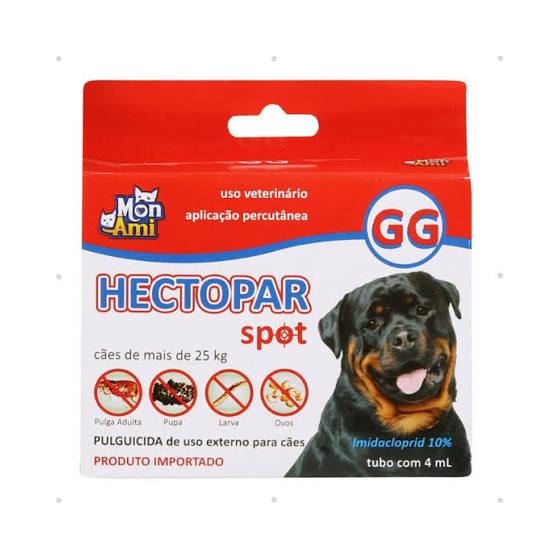 Mon
Ami
uso veterinário
aplicação percutânea
GG
HECTOPAR
spot
cães de mais de 25 kg
Pulga Adulta
Pupa
Larva
Ovos
PULGUICIDA de uso externo para cães
PRODUTO IMPORTADO
Imidacloprid 10%
tubo com 4 mL